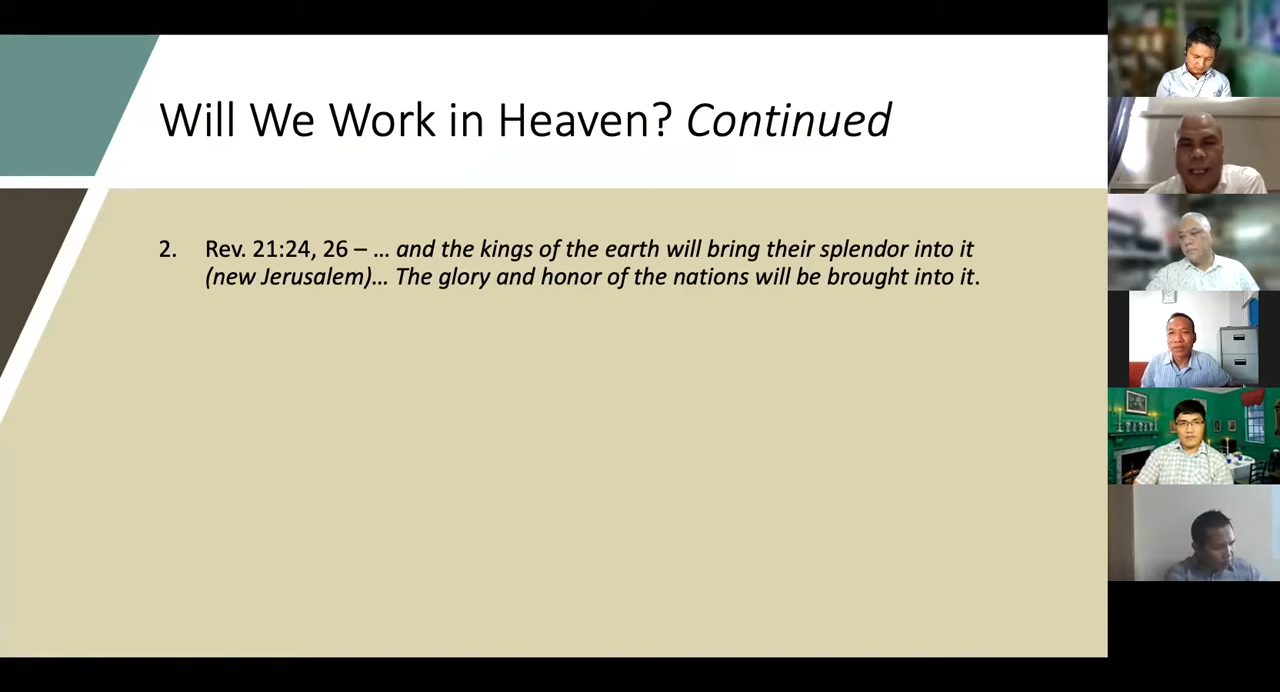 Will We Work in Heaven? Continued
2. Rev. 21:24, 26 – … and the kings of the earth will bring their splendor into it
(new Jerusalem)… The glory and honor of the nations will be brought into it.